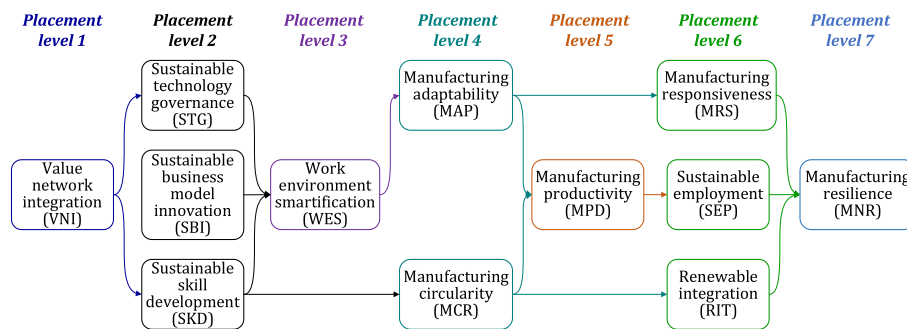 Placement level 1
Placement level 2
Placement level 3
Placement level 4
Placement level 5
Placement level 6
Placement level 7
Value
network
integration
(VNI)
Sustainable
technology
governance
(STG)
Sustainable
business
model
innovation
(SBI)
Sustainable
skill
development
(SKD)
Work
environment
smartification
(WES)
Manufacturing
adaptability
(MAP)
Manufacturing
circularity
(MCR)
Manufacturing
productivity
(MPD)
Manufacturing
responsiveness
(MRS)
Sustainable
employment
(SEP)
Renewable
integration
(RIT)
Manufacturing
resilience
(MNR)